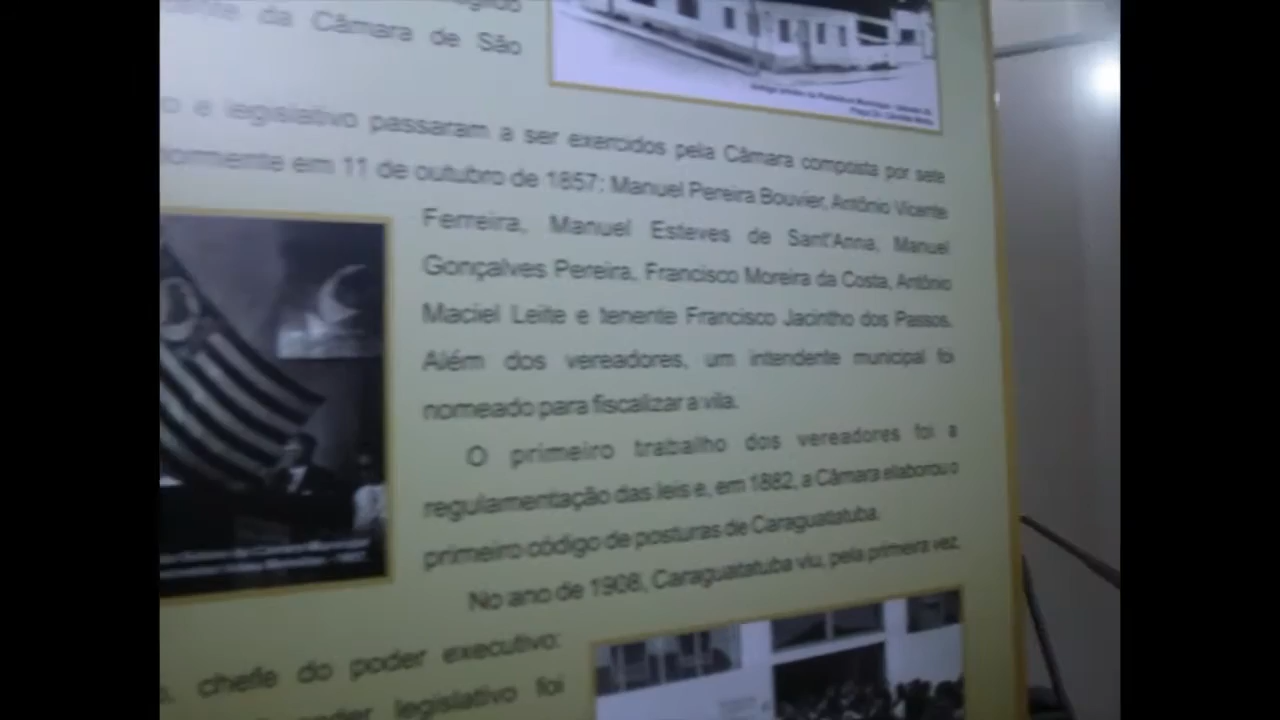 da Câmara de São
o e legislativo passaram a ser exercidos pela Câmara composta por sete
em 11 de outubro de 1857: Manuel Pereira Bouvier, Antônio Vicente
Ferreira, Manuel Esteves de Sant'Anna, Manuel
Gonçalves Pereira, Francisco Moreira da Costa, Antônio
Maciel Leite e tenente Francisco Jacintho dos Passos.
Além dos vereadores, um intendente municipal foi
nomeado para fiscalizar a vila.
O primeiro trabalho dos vereadores foi a
regulamentação das leis e, em 1882, a Câmara elaborou o
primeiro código de posturas de Caraguatatuba.
No ano de 1908, Caraguatatuba viu, pela primeira vez,
chefe do poder executivo:
poder legislativo foi